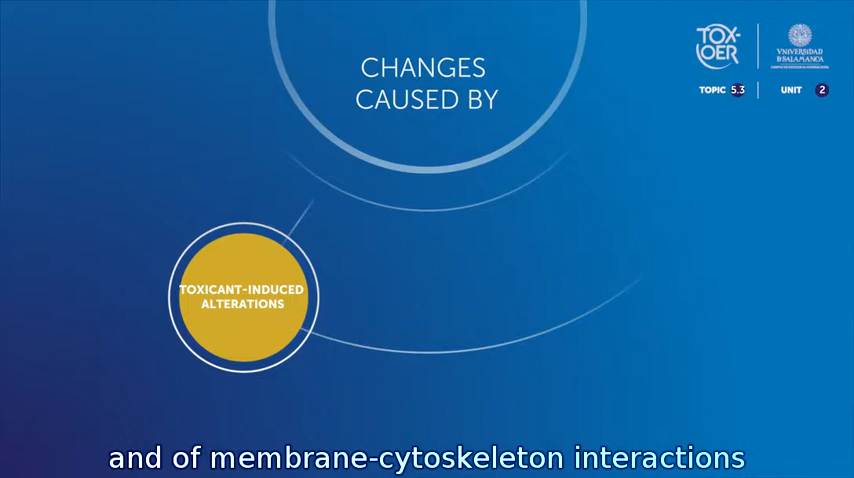 CHANGES
CAUSED BY
TOX-
OER
VNiVERSiDAD
D SALAMANCA
TOPIC 5.3
UNIT 2
TOXICANT-INDUCED
ALTERATIONS
and of membrane-cytoskeleton interactions